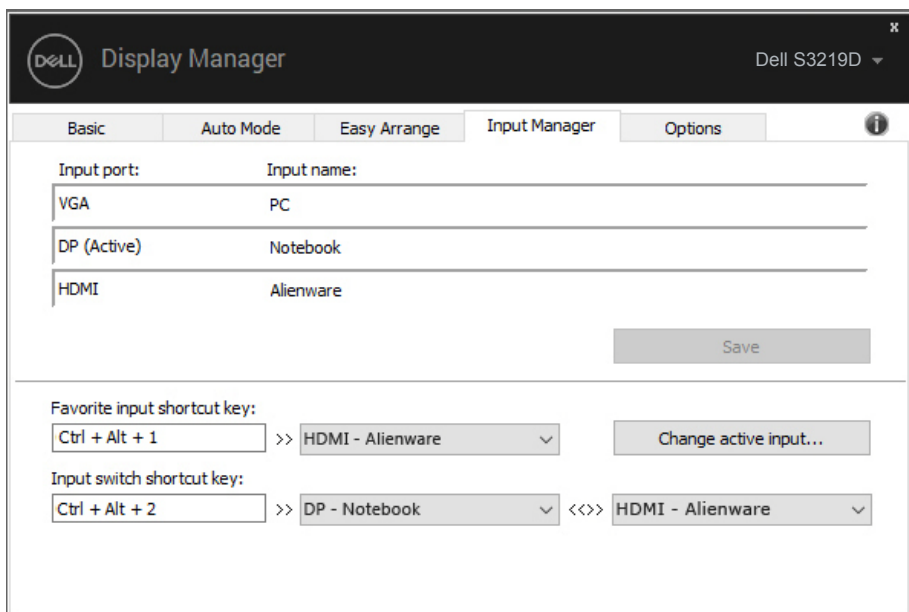 x
DELL Display Manager Dell S3219D
Basic Auto Mode Easy Arrange Input Manager Options i
Input port: Input name:
VGA PC
DP (Active) Notebook
HDMI Alienware
Save
Favorite input shortcut key:
Ctrl + Alt + 1 >> HDMI - Alienware Change active input...
Input switch shortcut key:
Ctrl + Alt + 2 >> DP - Notebook <<>> HDMI - Alienware